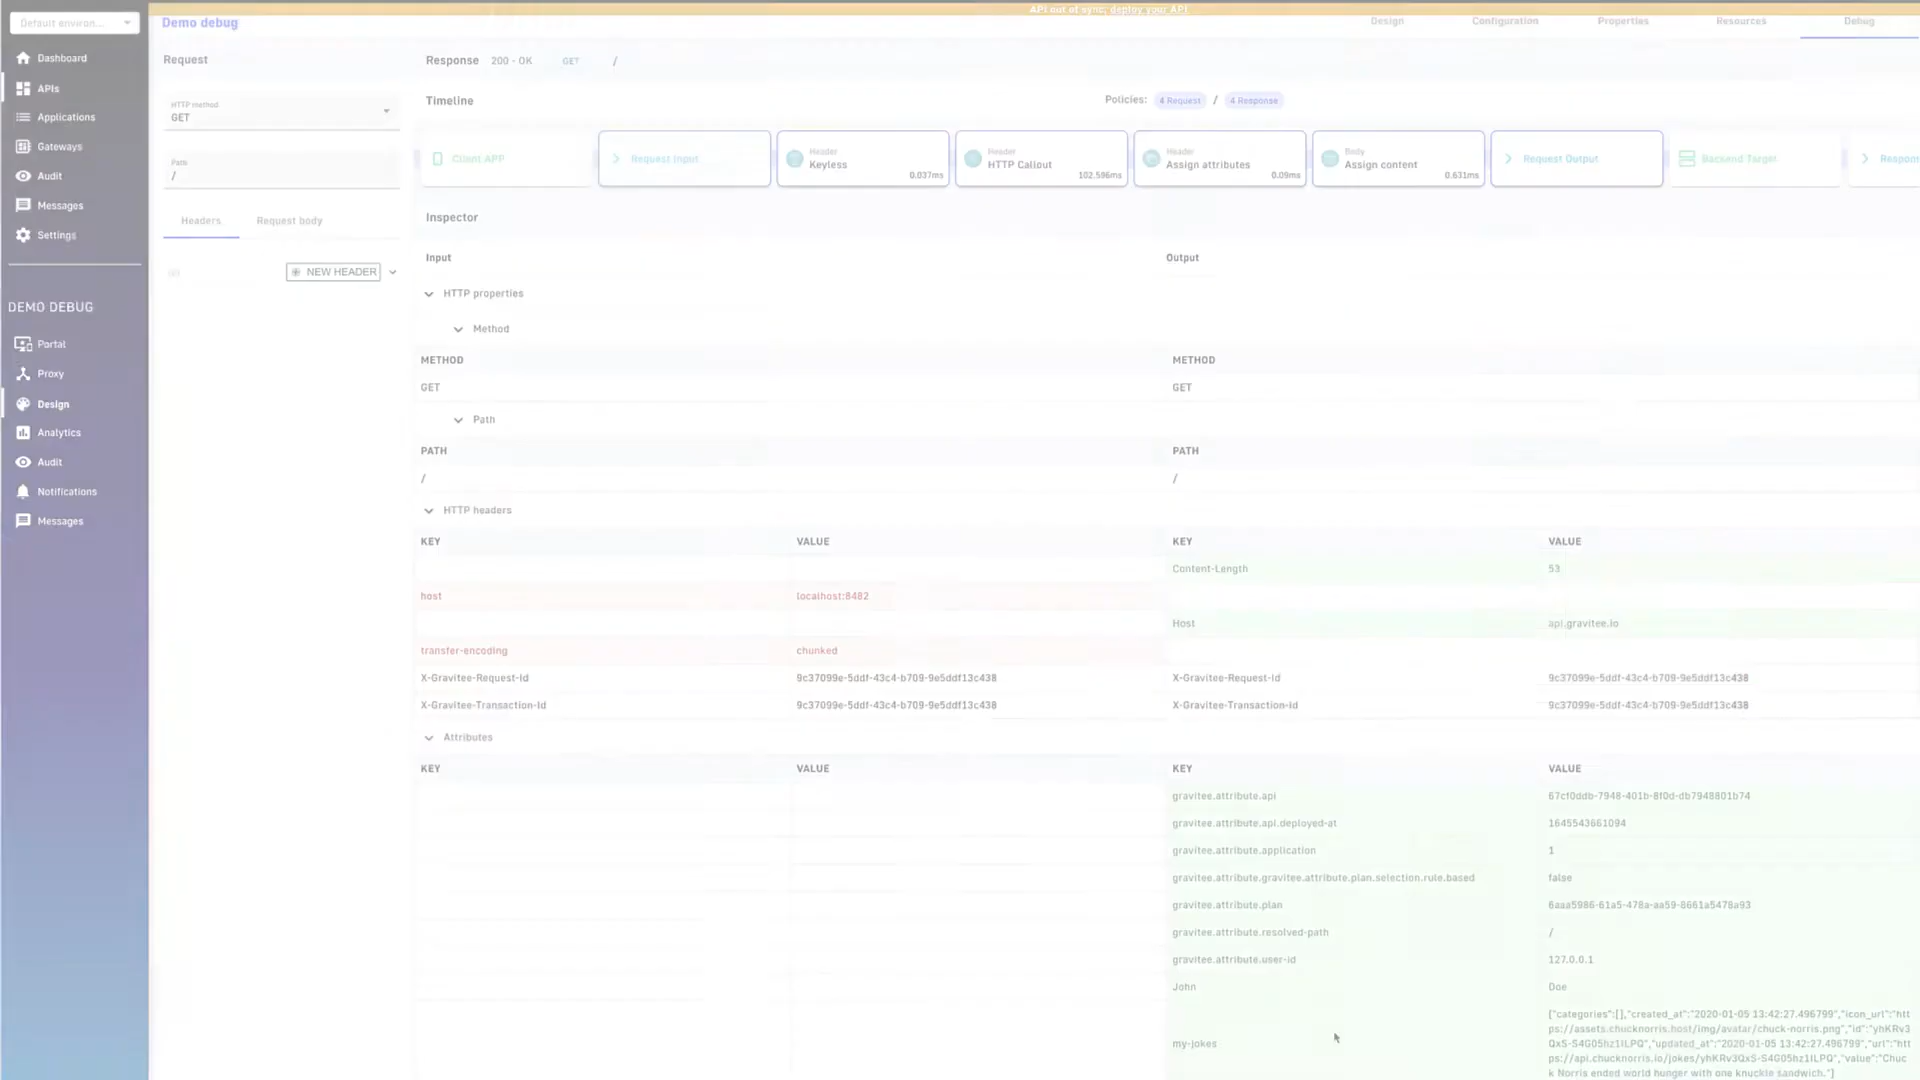 API out of sync; deploy your API
Default environ...
Demo debug
Design
Configuration
Properties
Resources
Debug
Dashboard
APIs
Applications
Gateways
Audit
Messages
Settings
DEMO DEBUG
Portal
Proxy
Design
Analytics
Audit
Notifications
Messages
Request
HTTP method
GET
Path
/
Headers
Request body
NEW HEADER
Response 200 - OK GET /
Timeline
Policies: 4 Request / 4 Response
Client APP
Request Input
Header
Keyless
0.037ms
Header
HTTP Callout
102.596ms
Header
Assign attributes
0.09ms
Body
Assign content
0.631ms
Request Output
Backend Target
Respon
Inspector
Input
Output
HTTP properties
Method
METHOD METHOD
GET GET
Path
PATH PATH
/ /
HTTP headers
KEY VALUE KEY VALUE
Content-Length 53
host localhost:8482
Host api.gravitee.io
transfer-encoding chunked
X-Gravitee-Request-Id 9c37099e-5ddf-43c4-b709-9e5ddf13c438 X-Gravitee-Request-Id 9c37099e-5ddf-43c4-b709-9e5ddf13c438
X-Gravitee-Transaction-Id 9c37099e-5ddf-43c4-b709-9e5ddf13c438 X-Gravitee-Transaction-Id 9c37099e-5ddf-43c4-b709-9e5ddf13c438
Attributes
KEY VALUE KEY VALUE
gravitee.attribute.api 67cf0ddb-7948-401b-8f0d-db7948801b74
gravitee.attribute.api.deployed-at 1645543661094
gravitee.attribute.application 1
gravitee.attribute.gravitee.attribute.plan.selection.rule.based false
gravitee.attribute.plan 6aaa5986-61a5-478a-aa59-8661a5478a93
gravitee.attribute.resolved-path /
gravitee.attribute.user-id 127.0.0.1
John Doe
my-jokes
{"categories":[],"created_at":"2020-01-05 13:42:27.496799","icon_url":"htt
ps://assets.chucknorris.host/img/avatar/chuck-norris.png","id":"yhKRv3
QxS-S4G05hz1ILPQ","updated_at":"2020-01-05 13:42:27.496799","url":"htt
ps://api.chucknorris.io/jokes/yhKRv3QxS-S4G05hz1ILPQ","value":"Chuc
k Norris ended world hunger with one knuckle sandwich."}